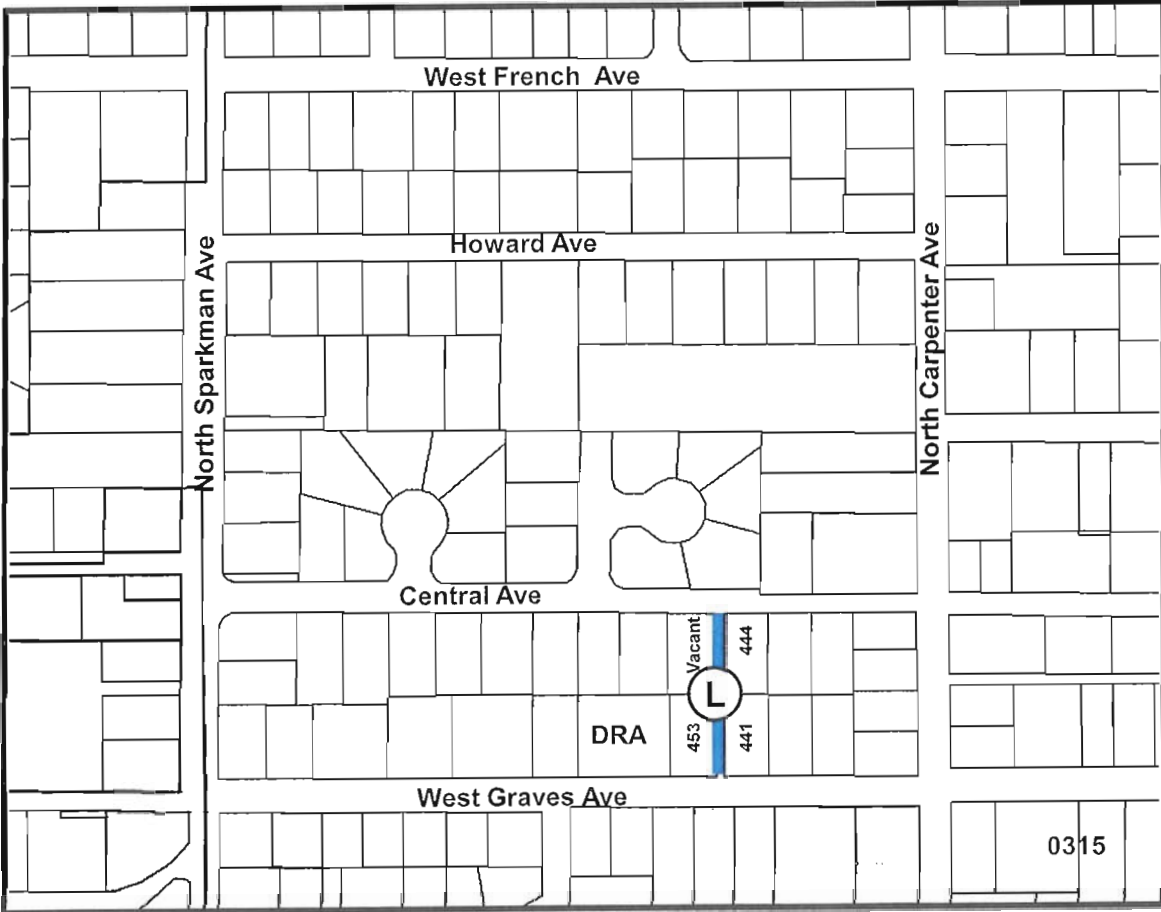 West French Ave
Howard Ave
North Sparkman Ave
North Carpenter Ave
Central Ave
Vacant
444
L
DRA
453
441
West Graves Ave
0315